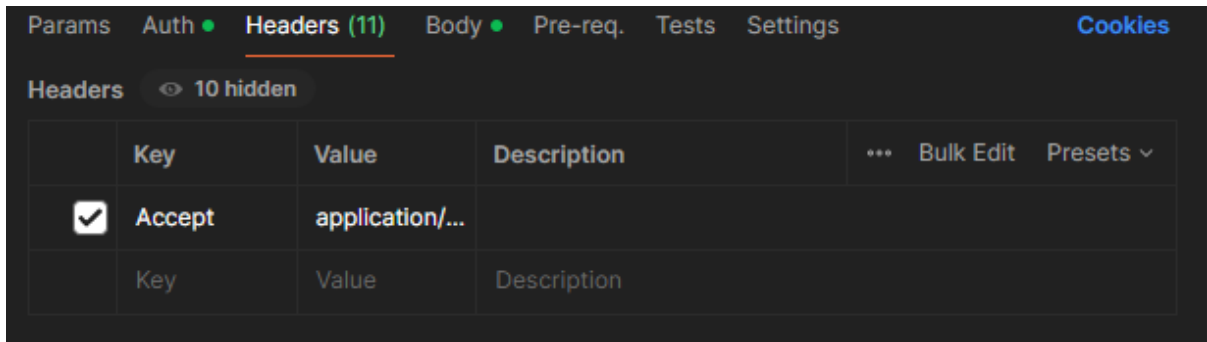 Params Auth Headers (11) Body Pre-req. Tests Settings Cookies
Headers 10 hidden
Key Value Description Bulk Edit Presets
Accept application/...
Key Value Description